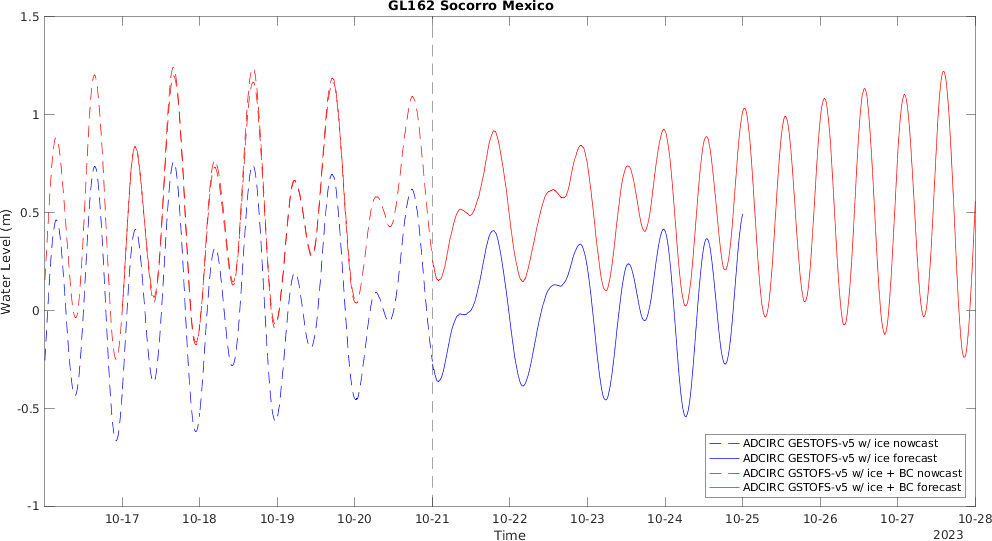 GL162 Socorro Mexico
1.5
1
0.5
0
-0.5
-1
Water Level (m)
10-17 10-18 10-19 10-20 10-21 10-22 10-23 10-24 10-25 10-26 10-27 10-28
Time
2023
ADCIRC GESTOFS-v5 w/ ice nowcast
ADCIRC GESTOFS-v5 w/ ice forecast
ADCIRC GSTOFS-v5 w/ ice + BC nowcast
ADCIRC GSTOFS-v5 w/ ice + BC forecast